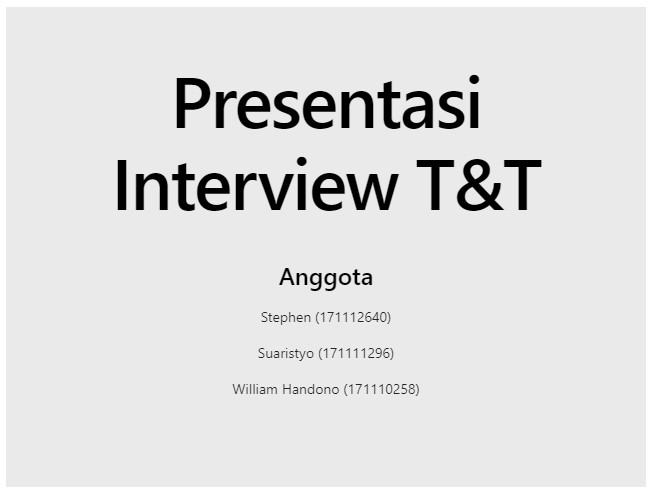 Presentasi
Interview T&T
Anggota
Stephen (171112640)
Suaristyo (171111296)
William Handono (171110258)